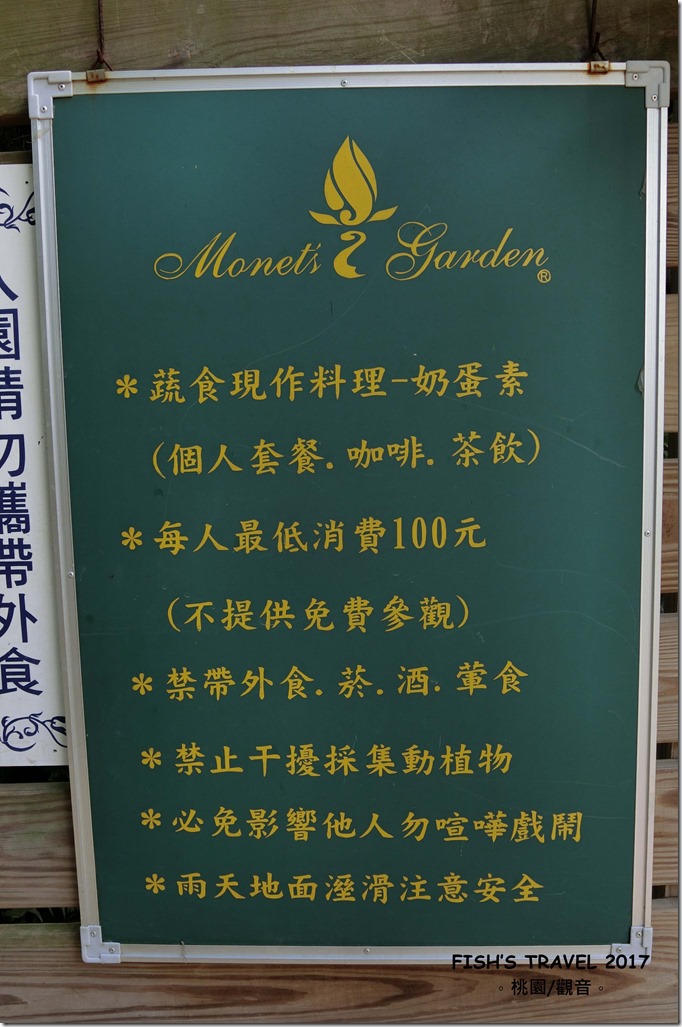 Monet's Garden ®
*蔬食現作料理-奶蛋素
(個人套餐.咖啡.茶飲)
*每人最低消費100元
(不提供免費參觀)
*禁帶外食.菸.酒.葷食
*禁止干擾採集動植物
*必免影響他人勿喧嘩戲鬧
*雨天地面溼滑注意安全
入園請勿攜帶外食
FISH'S TRAVEL 2017
。桃園/觀音。